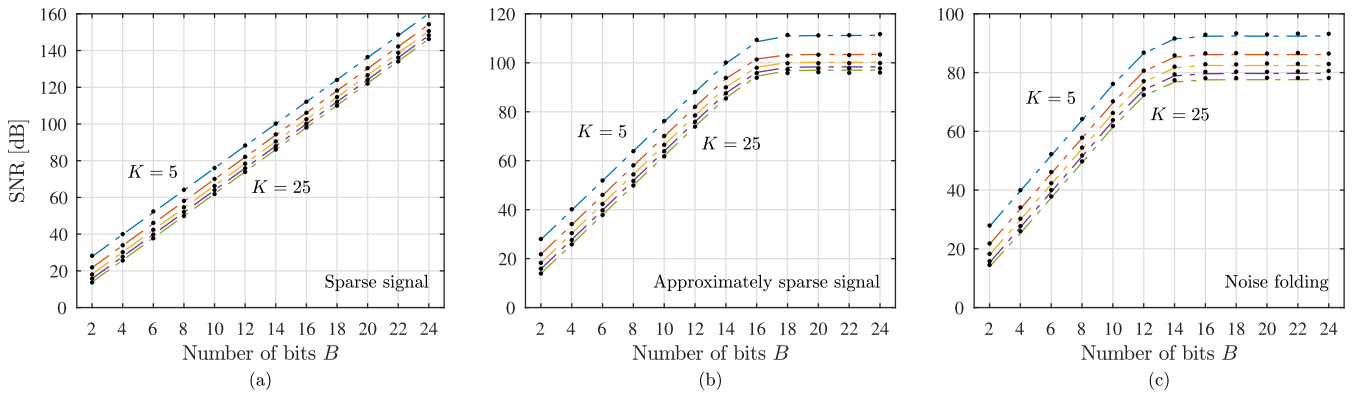 SNR [dB]
160
140
120
100
80
60
40
20
0
K = 5
K = 25
Sparse signal
2 4 6 8 10 12 14 16 18 20 22 24
Number of bits B
(a)
120
100
80
60
40
20
0
K = 5
K = 25
Approximately sparse signal
2 4 6 8 10 12 14 16 18 20 22 24
Number of bits B
(b)
100
80
60
40
20
0
K = 5
K = 25
Noise folding
2 4 6 8 10 12 14 16 18 20 22 24
Number of bits B
(c)